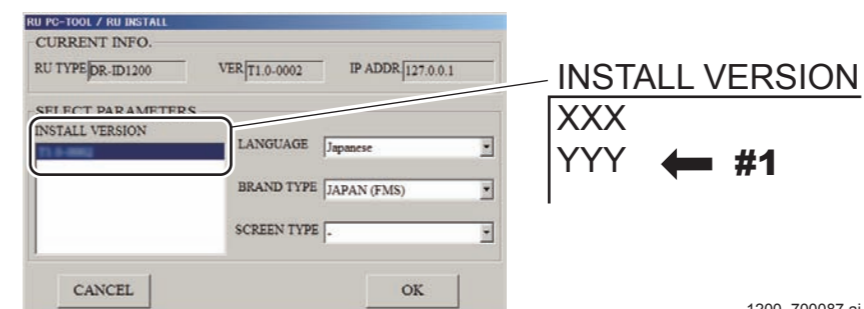 RU PC-TOOL / RU INSTALL
CURRENT INFO.
RU TYPE DR-ID1200 VER T1.0-0002 IP ADDR 127.0.0.1
SELECT PARAMETERS
INSTALL VERSION
LANGUAGE Japanese
BRAND TYPE JAPAN (FMS)
SCREEN TYPE -
CANCEL OK
INSTALL VERSION
XXX
YYY ← #1